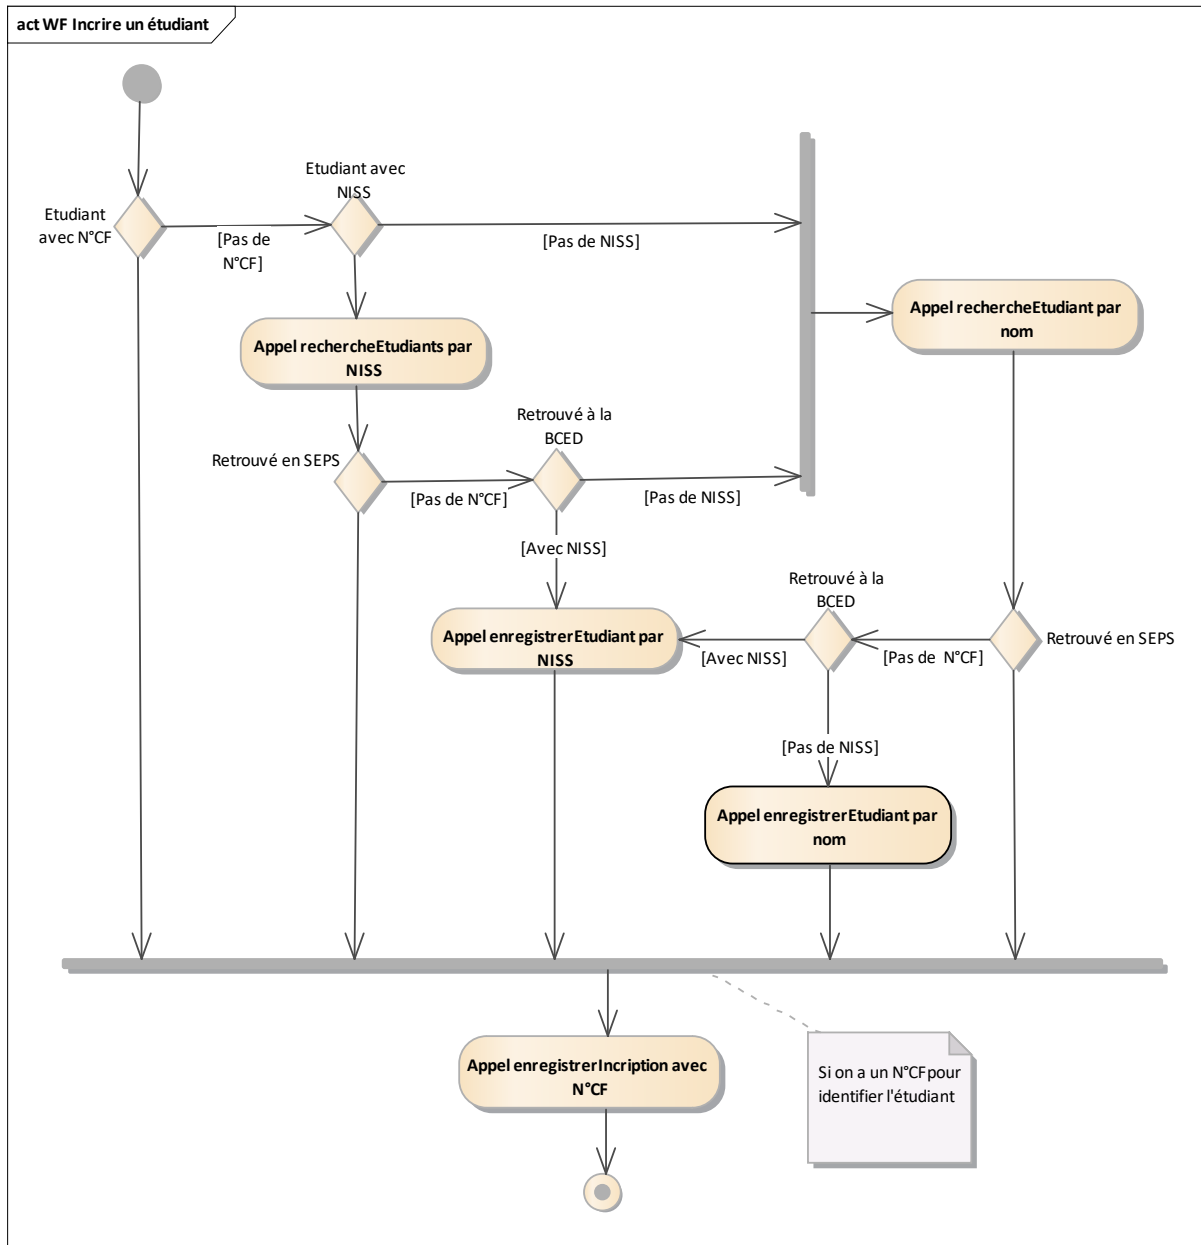 act WF Incrire un étudiant
Etudiant avec
NISS
Etudiant
avec N°CF
[Pas de
N°CF]
[Pas de NISS]
Appel rechercheEtudiant par
nom
Appel rechercheEtudiants par
NISS
Retrouvé à la
BCED
Retrouvé en SEPS
[Pas de N°CF]
[Pas de NISS]
[Avec NISS]
Retrouvé à la
BCED
Appel enregistrerEtudiant par
NISS
[Avec NISS]
[Pas de N°CF]
Retrouvé en SEPS
[Pas de NISS]
Appel enregistrerEtudiant par
nom
Appel enregistrerIncription avec
N°CF
Si on a un N°CF pour
identifier l'étudiant